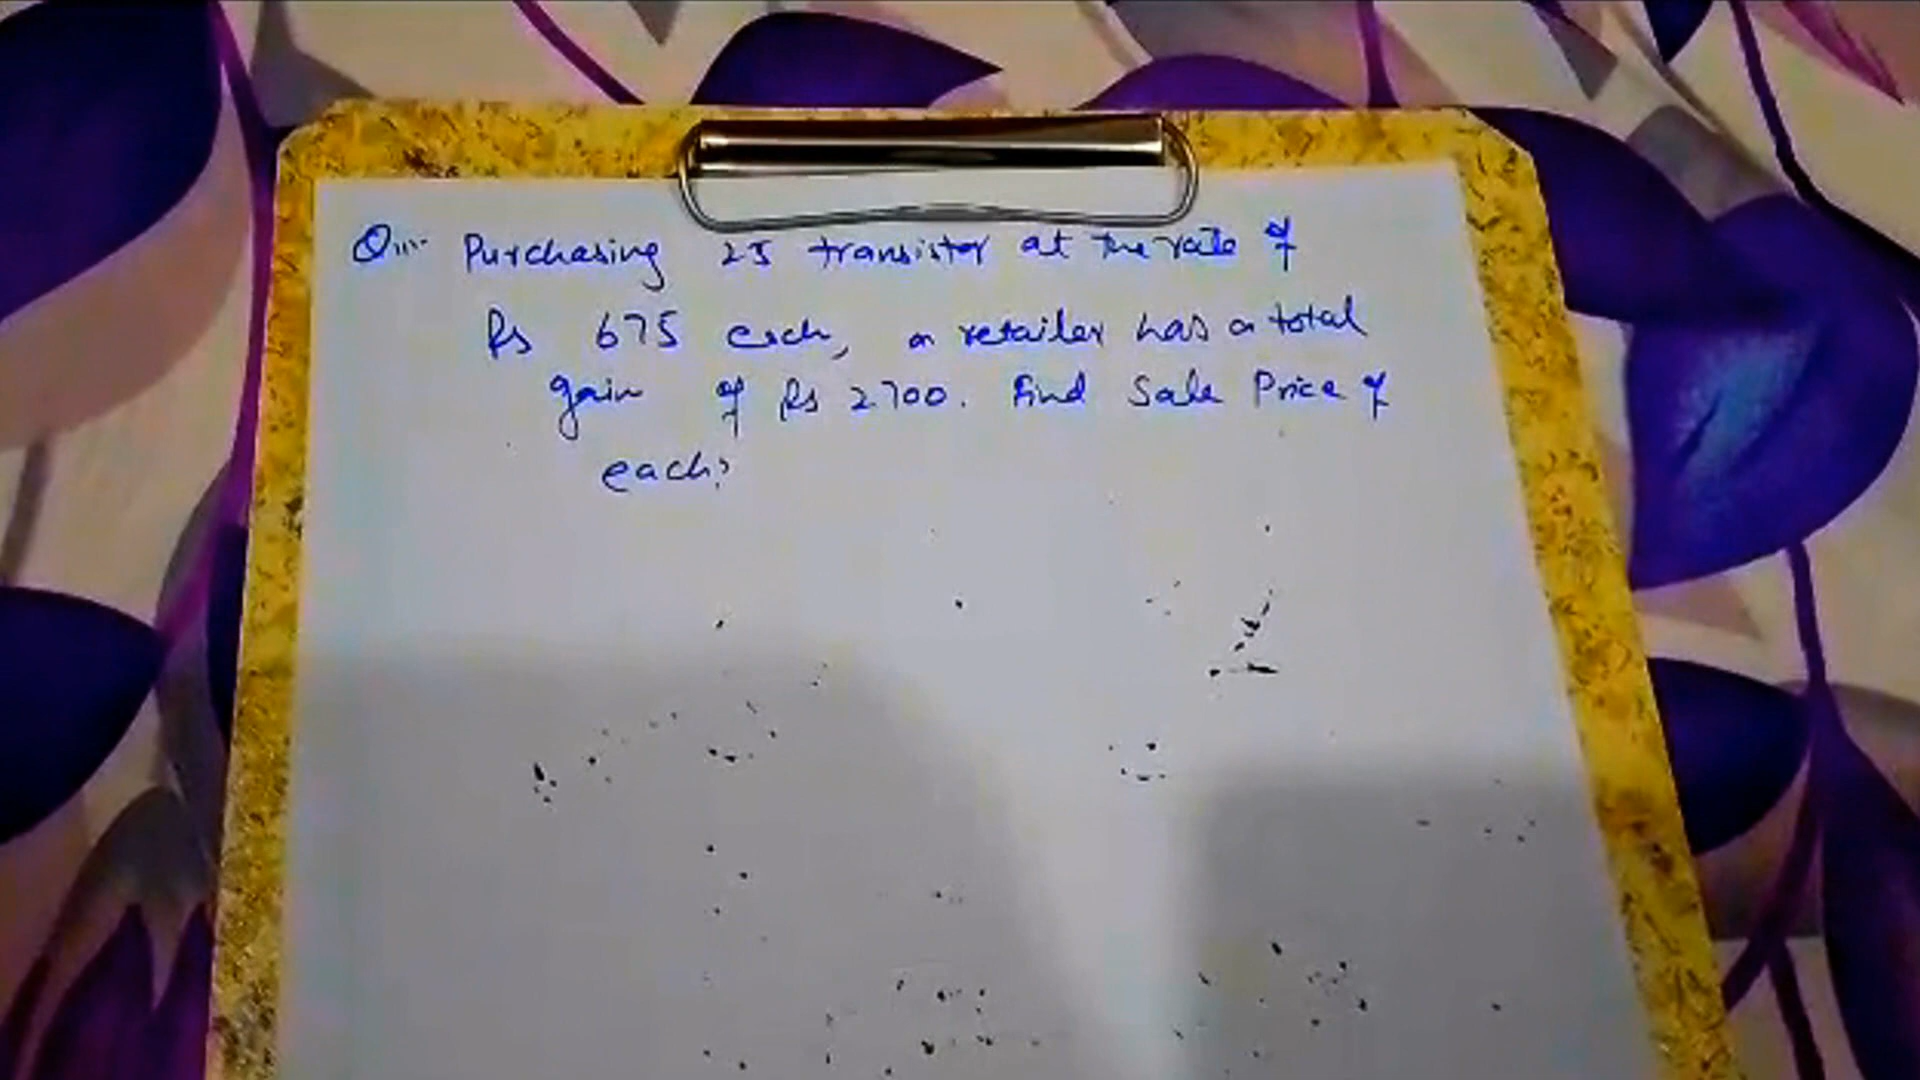 Q... Purchasing 25 transistor at the rate of
Rs 675 each, a retailer has a total
gain of Rs 2700. Find Sale Price of
each?